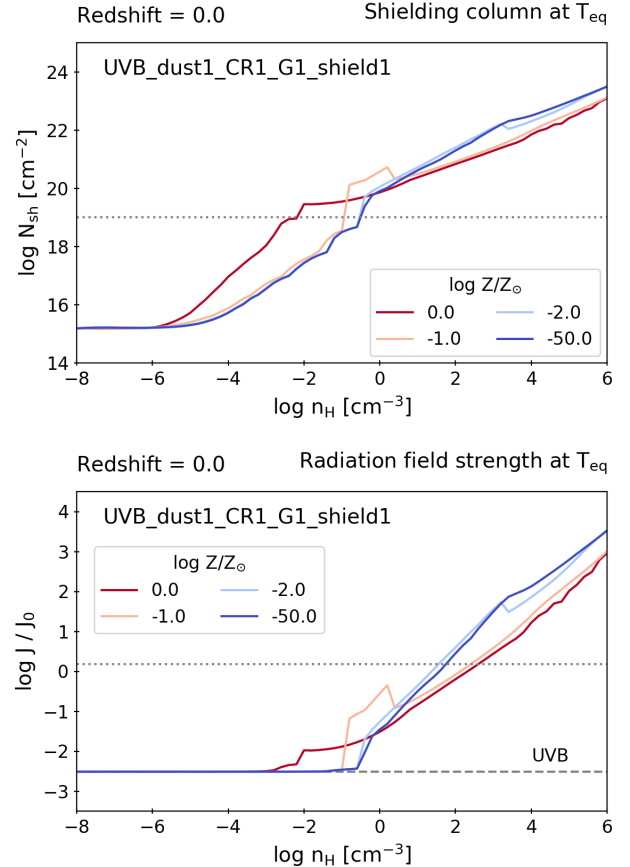 Redshift = 0.0 Shielding column at T_eq
UVB_dust1_CR1_G1_shield1
log N_sh [cm^−2]
24
22
20
18
16
14
log Z/Z⊙
0.0 -2.0
-1.0 -50.0
−8 −6 −4 −2 0 2 4 6
log n_H [cm^−3]
Redshift = 0.0 Radiation field strength at T_eq
UVB_dust1_CR1_G1_shield1
log J / J_0
4
3
2
1
0
−1
−2
−3
log Z/Z⊙
0.0 -2.0
-1.0 -50.0
UVB
−8 −6 −4 −2 0 2 4 6
log n_H [cm^−3]